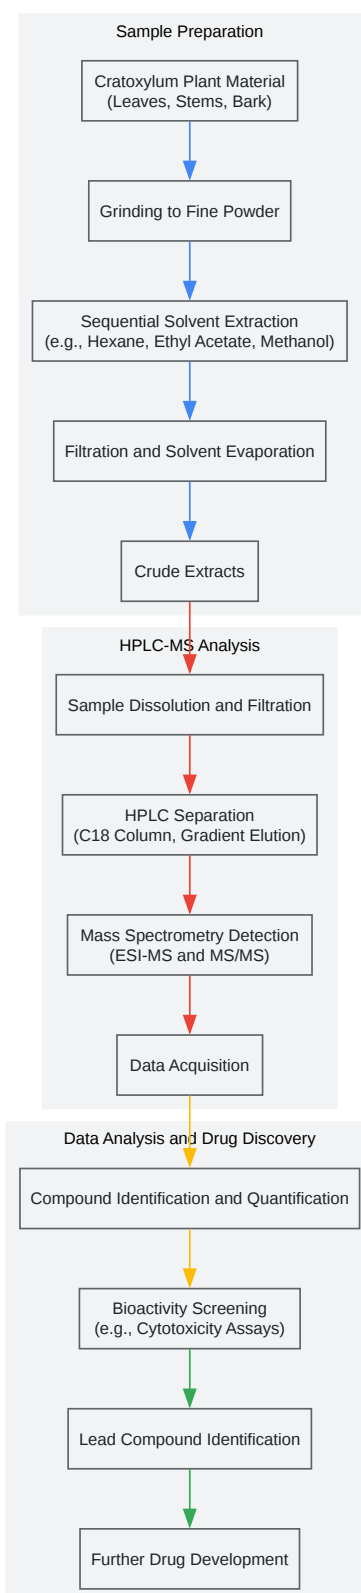 Sample Preparation
Cratoxylum Plant Material
(Leaves, Stems, Bark)
Grinding to Fine Powder
Sequential Solvent Extraction
(e.g., Hexane, Ethyl Acetate, Methanol)
Filtration and Solvent Evaporation
Crude Extracts
HPLC-MS Analysis
Sample Dissolution and Filtration
HPLC Separation
(C18 Column, Gradient Elution)
Mass Spectrometry Detection
(ESI-MS and MS/MS)
Data Acquisition
Data Analysis and Drug Discovery
Compound Identification and Quantification
Bioactivity Screening
(e.g., Cytotoxicity Assays)
Lead Compound Identification
Further Drug Development